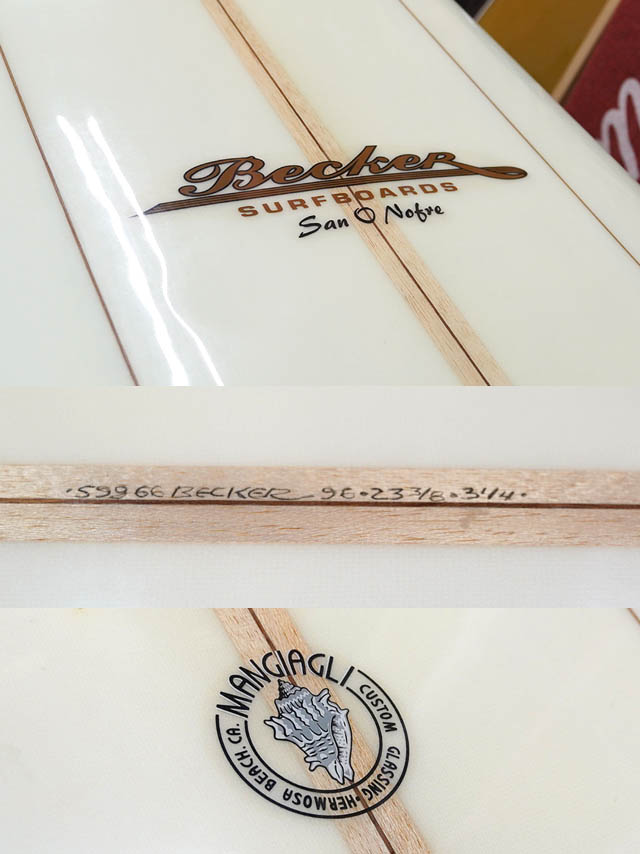 Becker
SURFBOARDS
San O Nofre
·59966 BECKER 96·23 3/8·3 1/4·
MANGIAGLI
CUSTOM GLASSING·HERMOSA BEACH, CA.